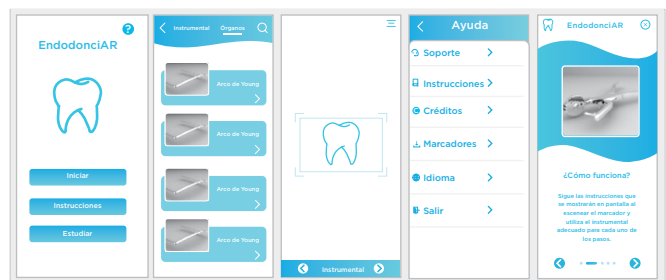 ?
EndodonciAR
Iniciar
Instrucciones
Estudiar
Instrumental Órganos
Arco de Young
Arco de Young
Arco de Young
Arco de Young
Instrumental
Ayuda
Soporte
Instrucciones
Créditos
Marcadores
Idioma
Salir
EndodonciAR
¿Cómo funciona?
Sigue las instrucciones que
se mostrarán en pantalla al
escenear el marcador y
utiliza el instrumental
adecuado para cada uno de
los pasos.